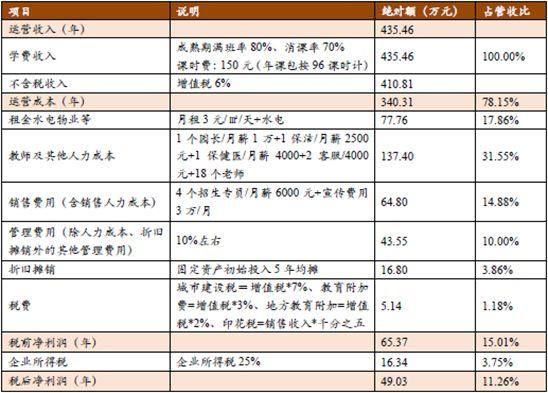 项目 说明 绝对额（万元） 占营收比
运营收入（年） 435.46
学费收入 成熟期满班率 80%、消课率 70%
课时费：150 元（年课包按 96 课时计） 435.46 100.00%
不含税收入 增值税 6% 410.81
运营成本（年） 340.31 78.15%
租金水电物业等 月租 3 元/㎡/天+水电 77.76 17.86%
教师及其他人力成本 1 个园长/月薪 1 万+1 保洁/月薪 2500
元+1 保健医/月薪 4000+2 客服/4000
元+18 个老师 137.40 31.55%
销售费用（含销售人力成本） 4 个招生专员/月薪 6000 元+宣传费用
3 万/月 64.80 14.88%
管理费用（除人力成本、折旧
摊销外的其他管理费用） 10%左右 43.55 10.00%
折旧摊销 固定资产初始投入 5 年均摊 16.80 3.86%
税费 城市建设税＝增值税*7%、教育附加
费=增值税*3%、地方教育附加=增值
税*2%、印花税=销售收入*千分之五 5.14 1.18%
税前净利润（年） 65.37 15.01%
企业所得税 企业所得税 25% 16.34 3.75%
税后净利润（年） 49.03 11.26%